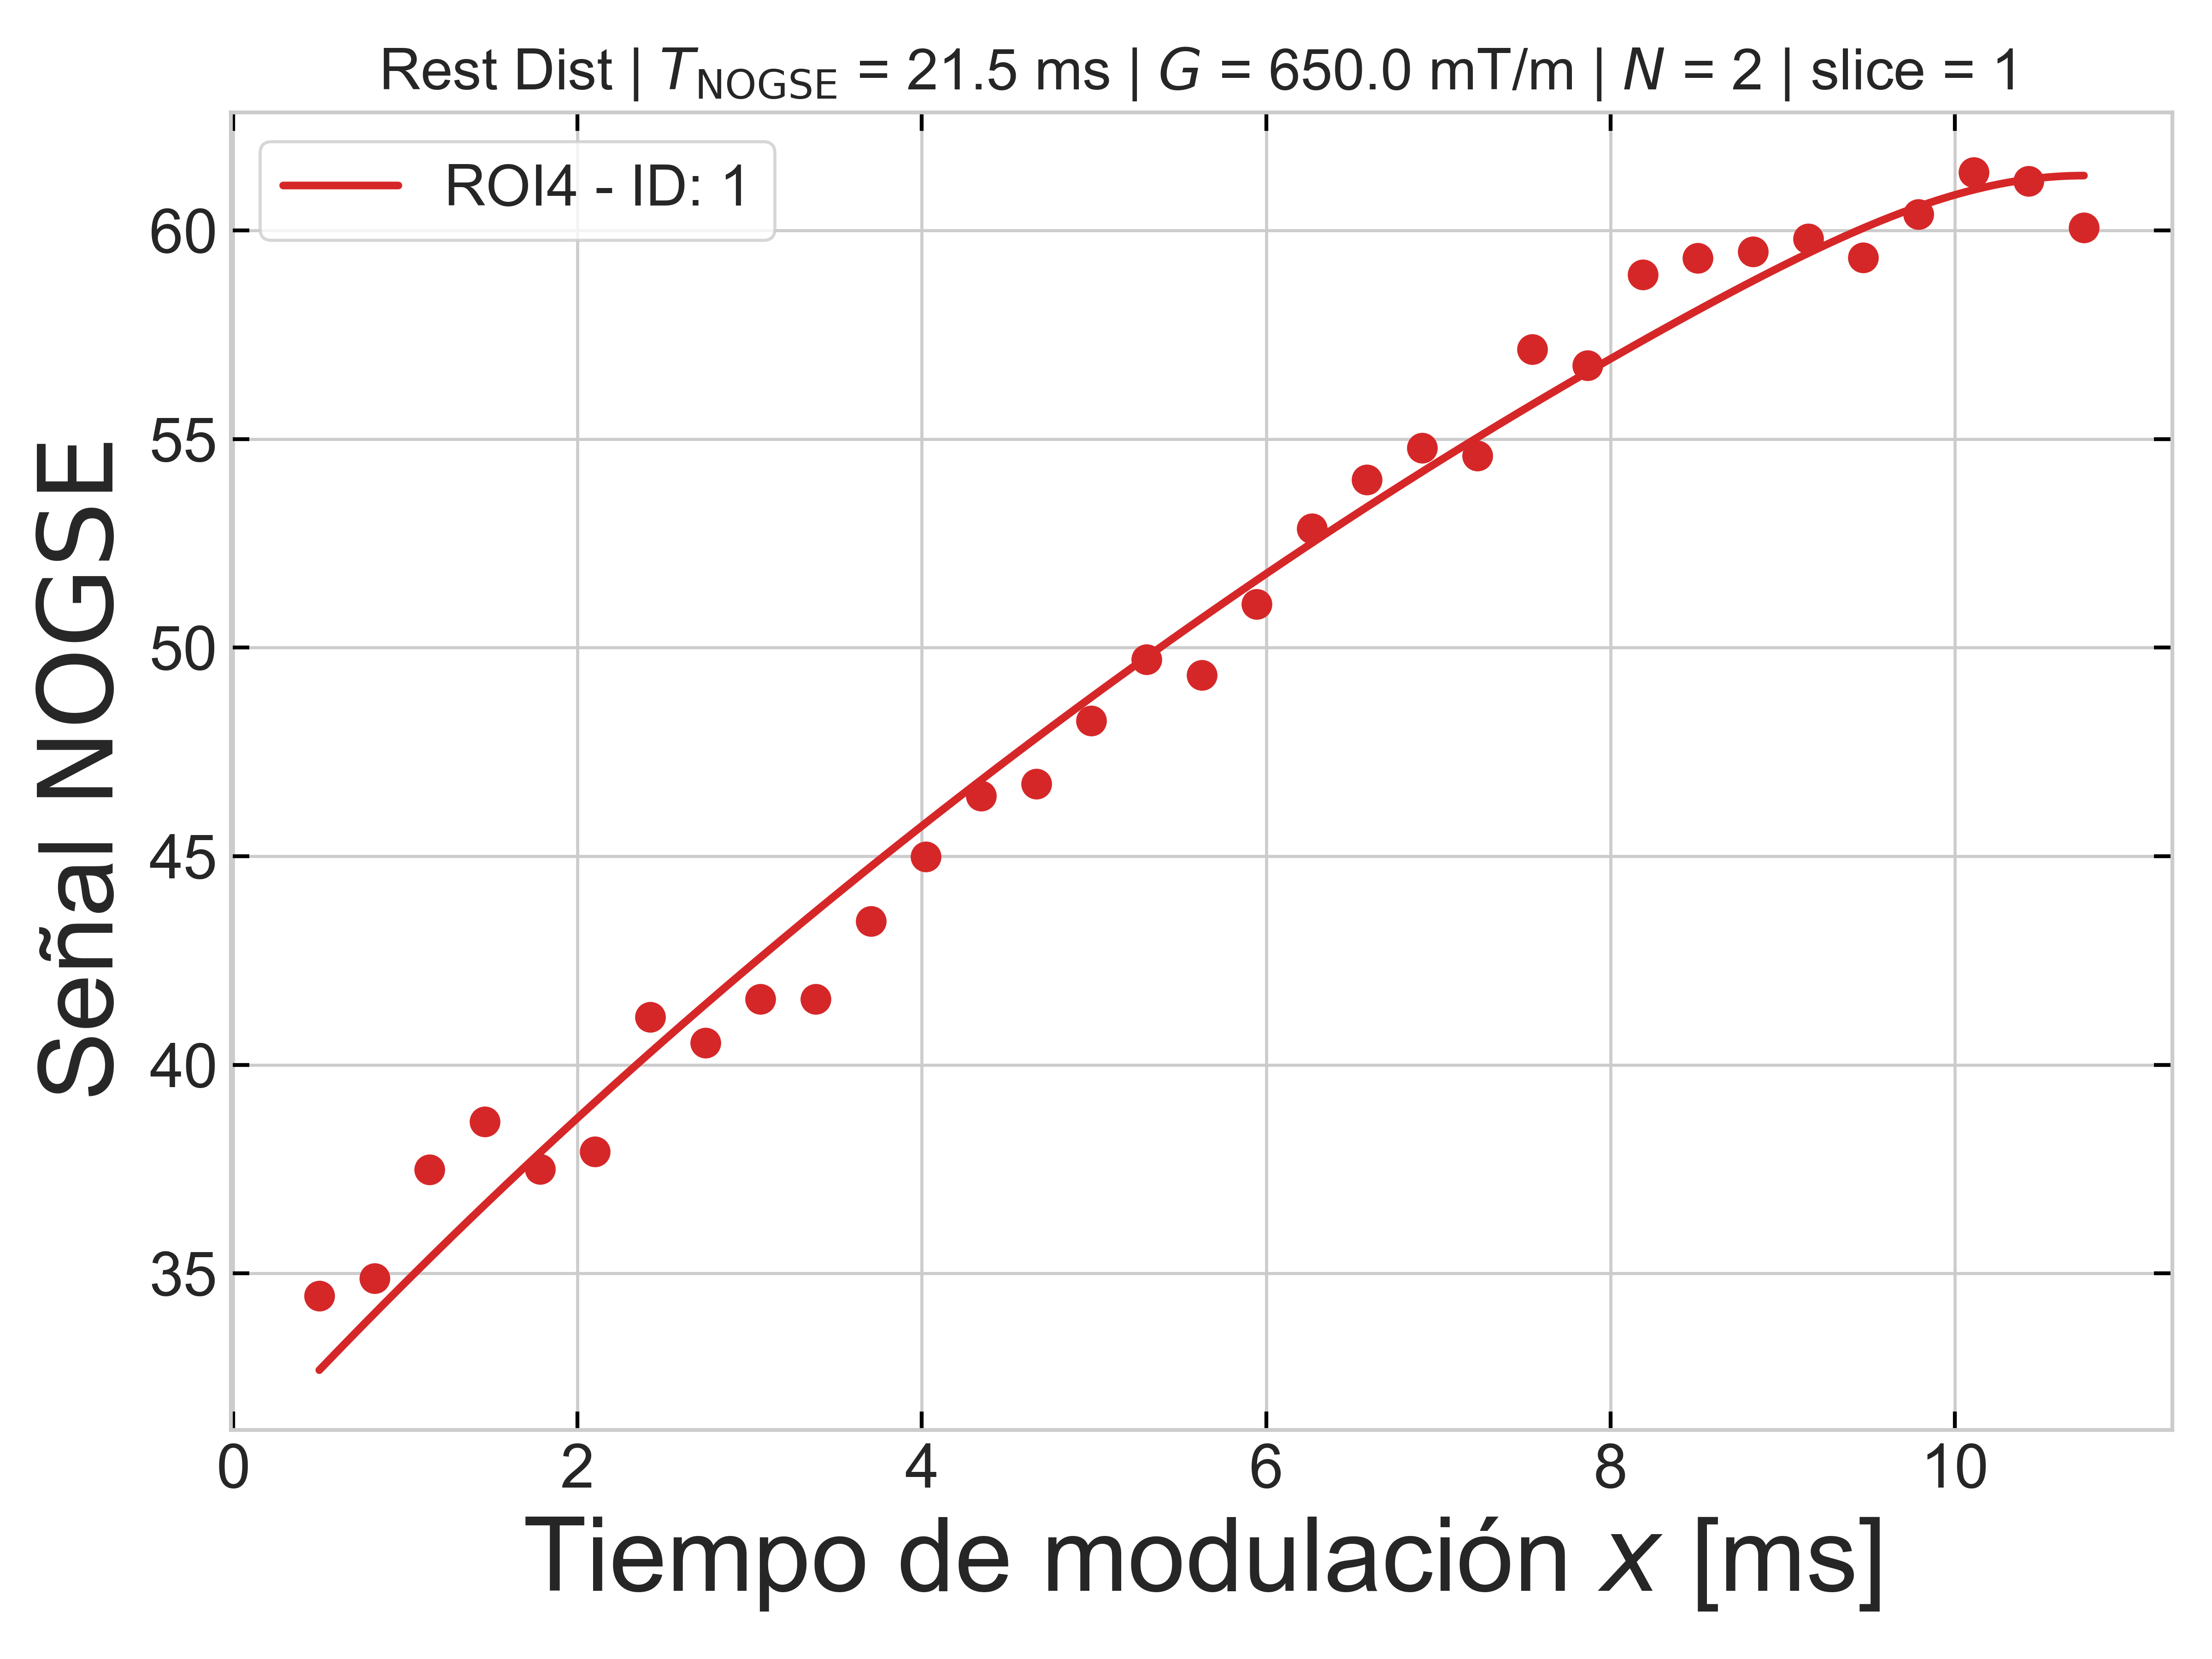 Rest Dist | T_NOGSE = 21.5 ms | G = 650.0 mT/m | N = 2 | slice = 1
ROI4 - ID: 1
Señal NOGSE
60
55
50
45
40
35
0 2 4 6 8 10
Tiempo de modulación x [ms]